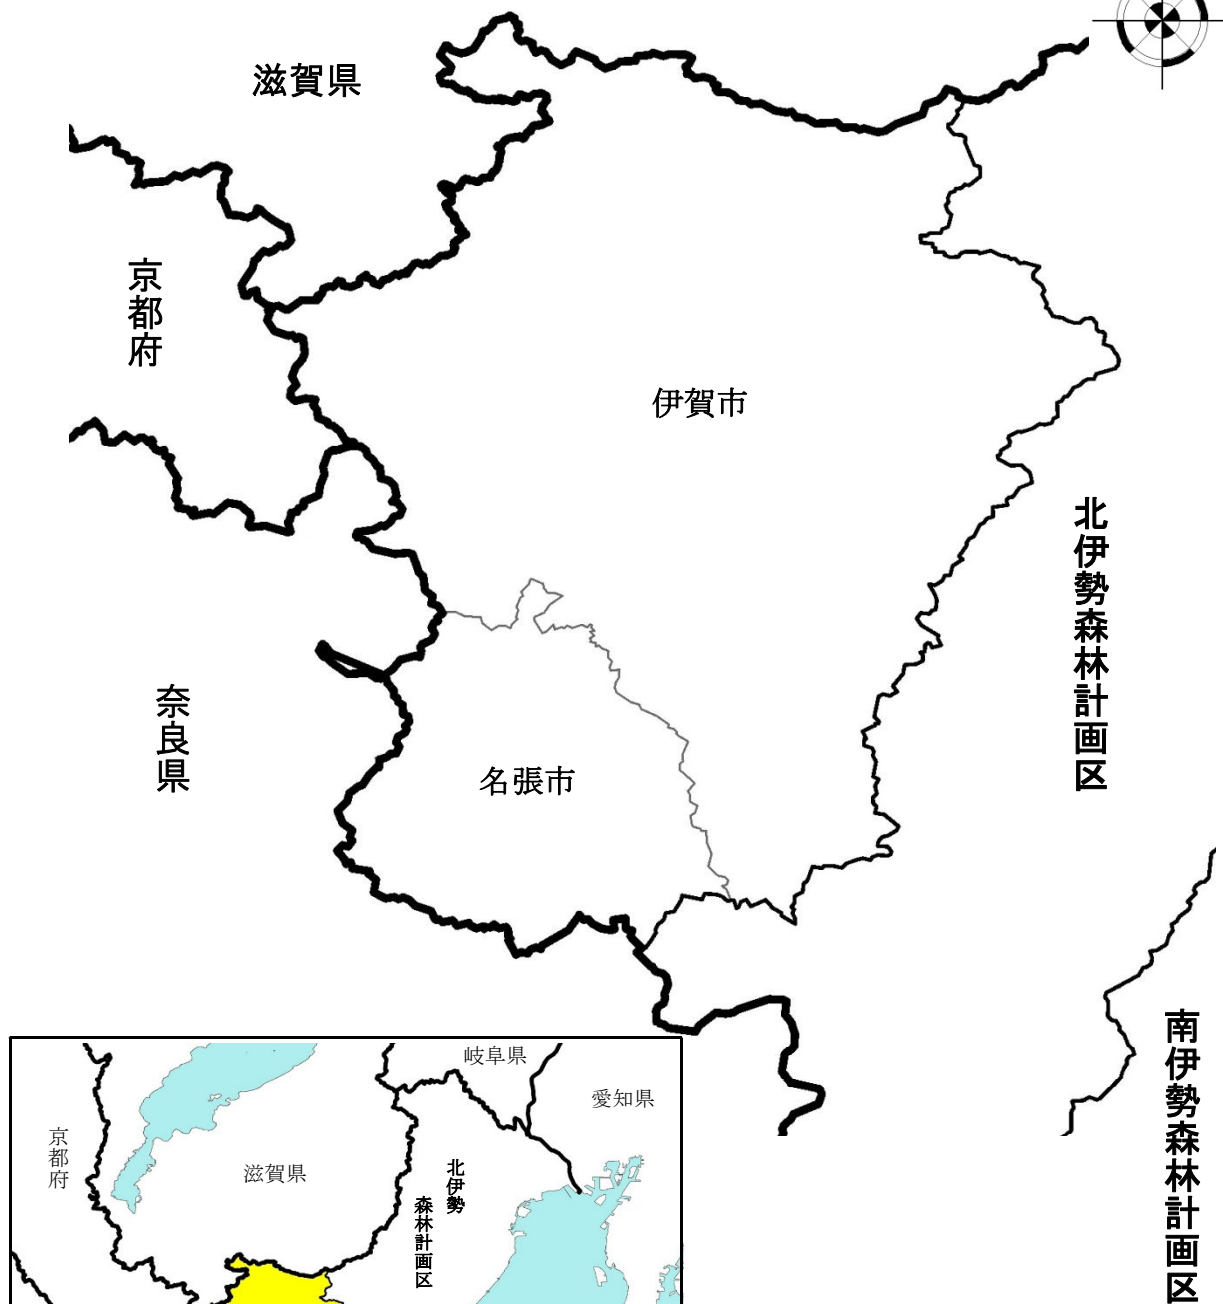 滋賀県
京都府
伊賀市
北伊勢森林計画区
奈良県
名張市
南伊勢森林計画区
岐阜県
愛知県
京都府
滋賀県
北伊勢
森林計画区